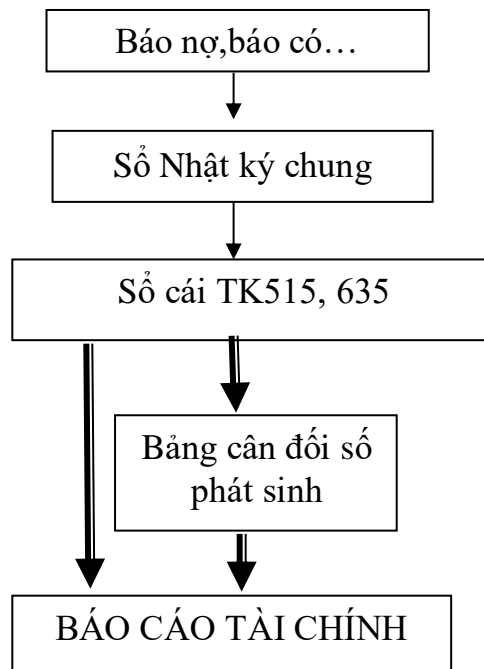 Báo nợ,báo có…
Sổ Nhật ký chung
Sổ cái TK515, 635
Bảng cân đối số
phát sinh
BÁO CÁO TÀI CHÍNH